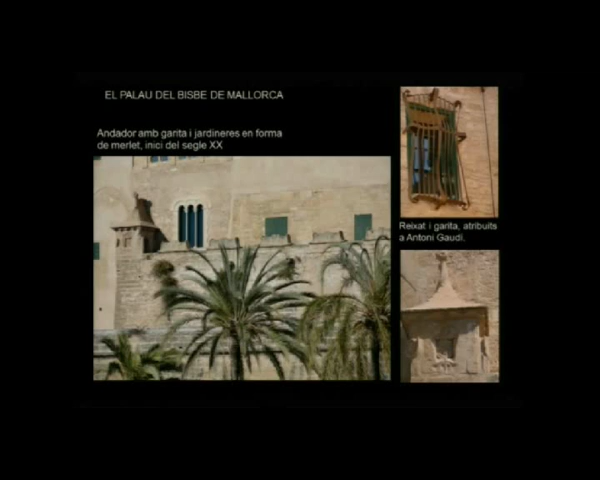 EL PALAU DEL BISBE DE MALLORCA
Andador amb garita i jardineres en forma
de merlet, inici del segle XX
Reixat i garita, atribuits
a Antoni Gaudí.